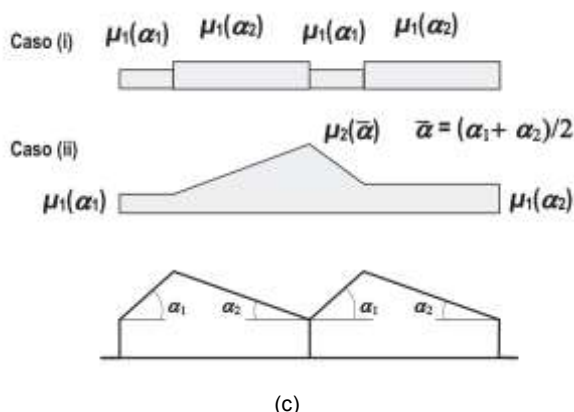 Caso (i) μ₁(α₁) μ₁(α₂) μ₁(α₁) μ₁(α₂)
μ₂(ᾱ) ᾱ = (α₁+ α₂)/2
Caso (ii)
μ₁(α₁) μ₁(α₂)
α₁ α₂ α₁ α₂
(c)